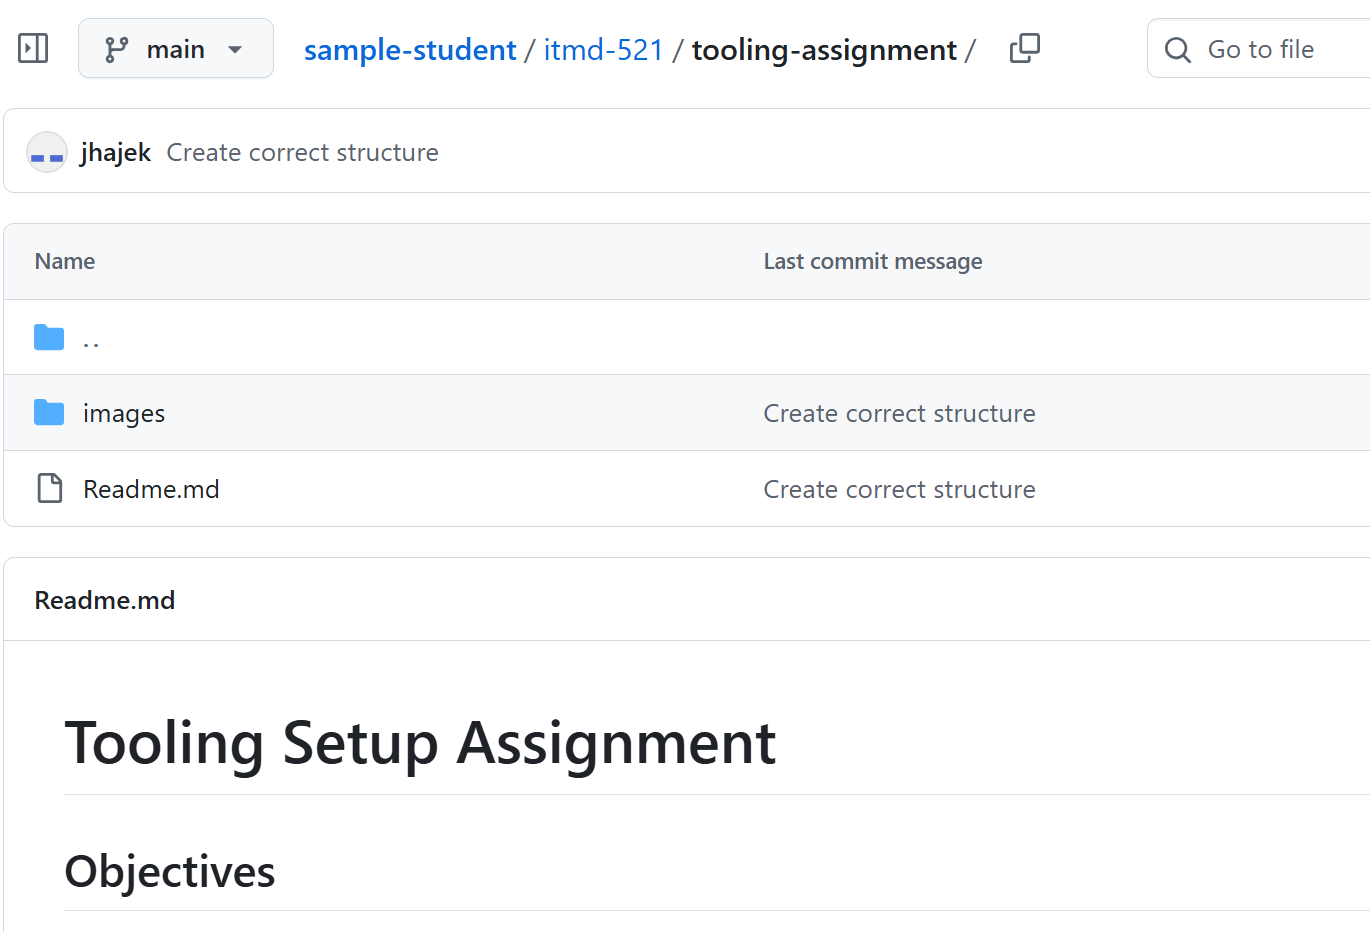 main sample-student / itmd-521 / tooling-assignment / Go to file
jhajek Create correct structure
Name Last commit message
..
images Create correct structure
Readme.md Create correct structure
Readme.md
Tooling Setup Assignment
Objectives